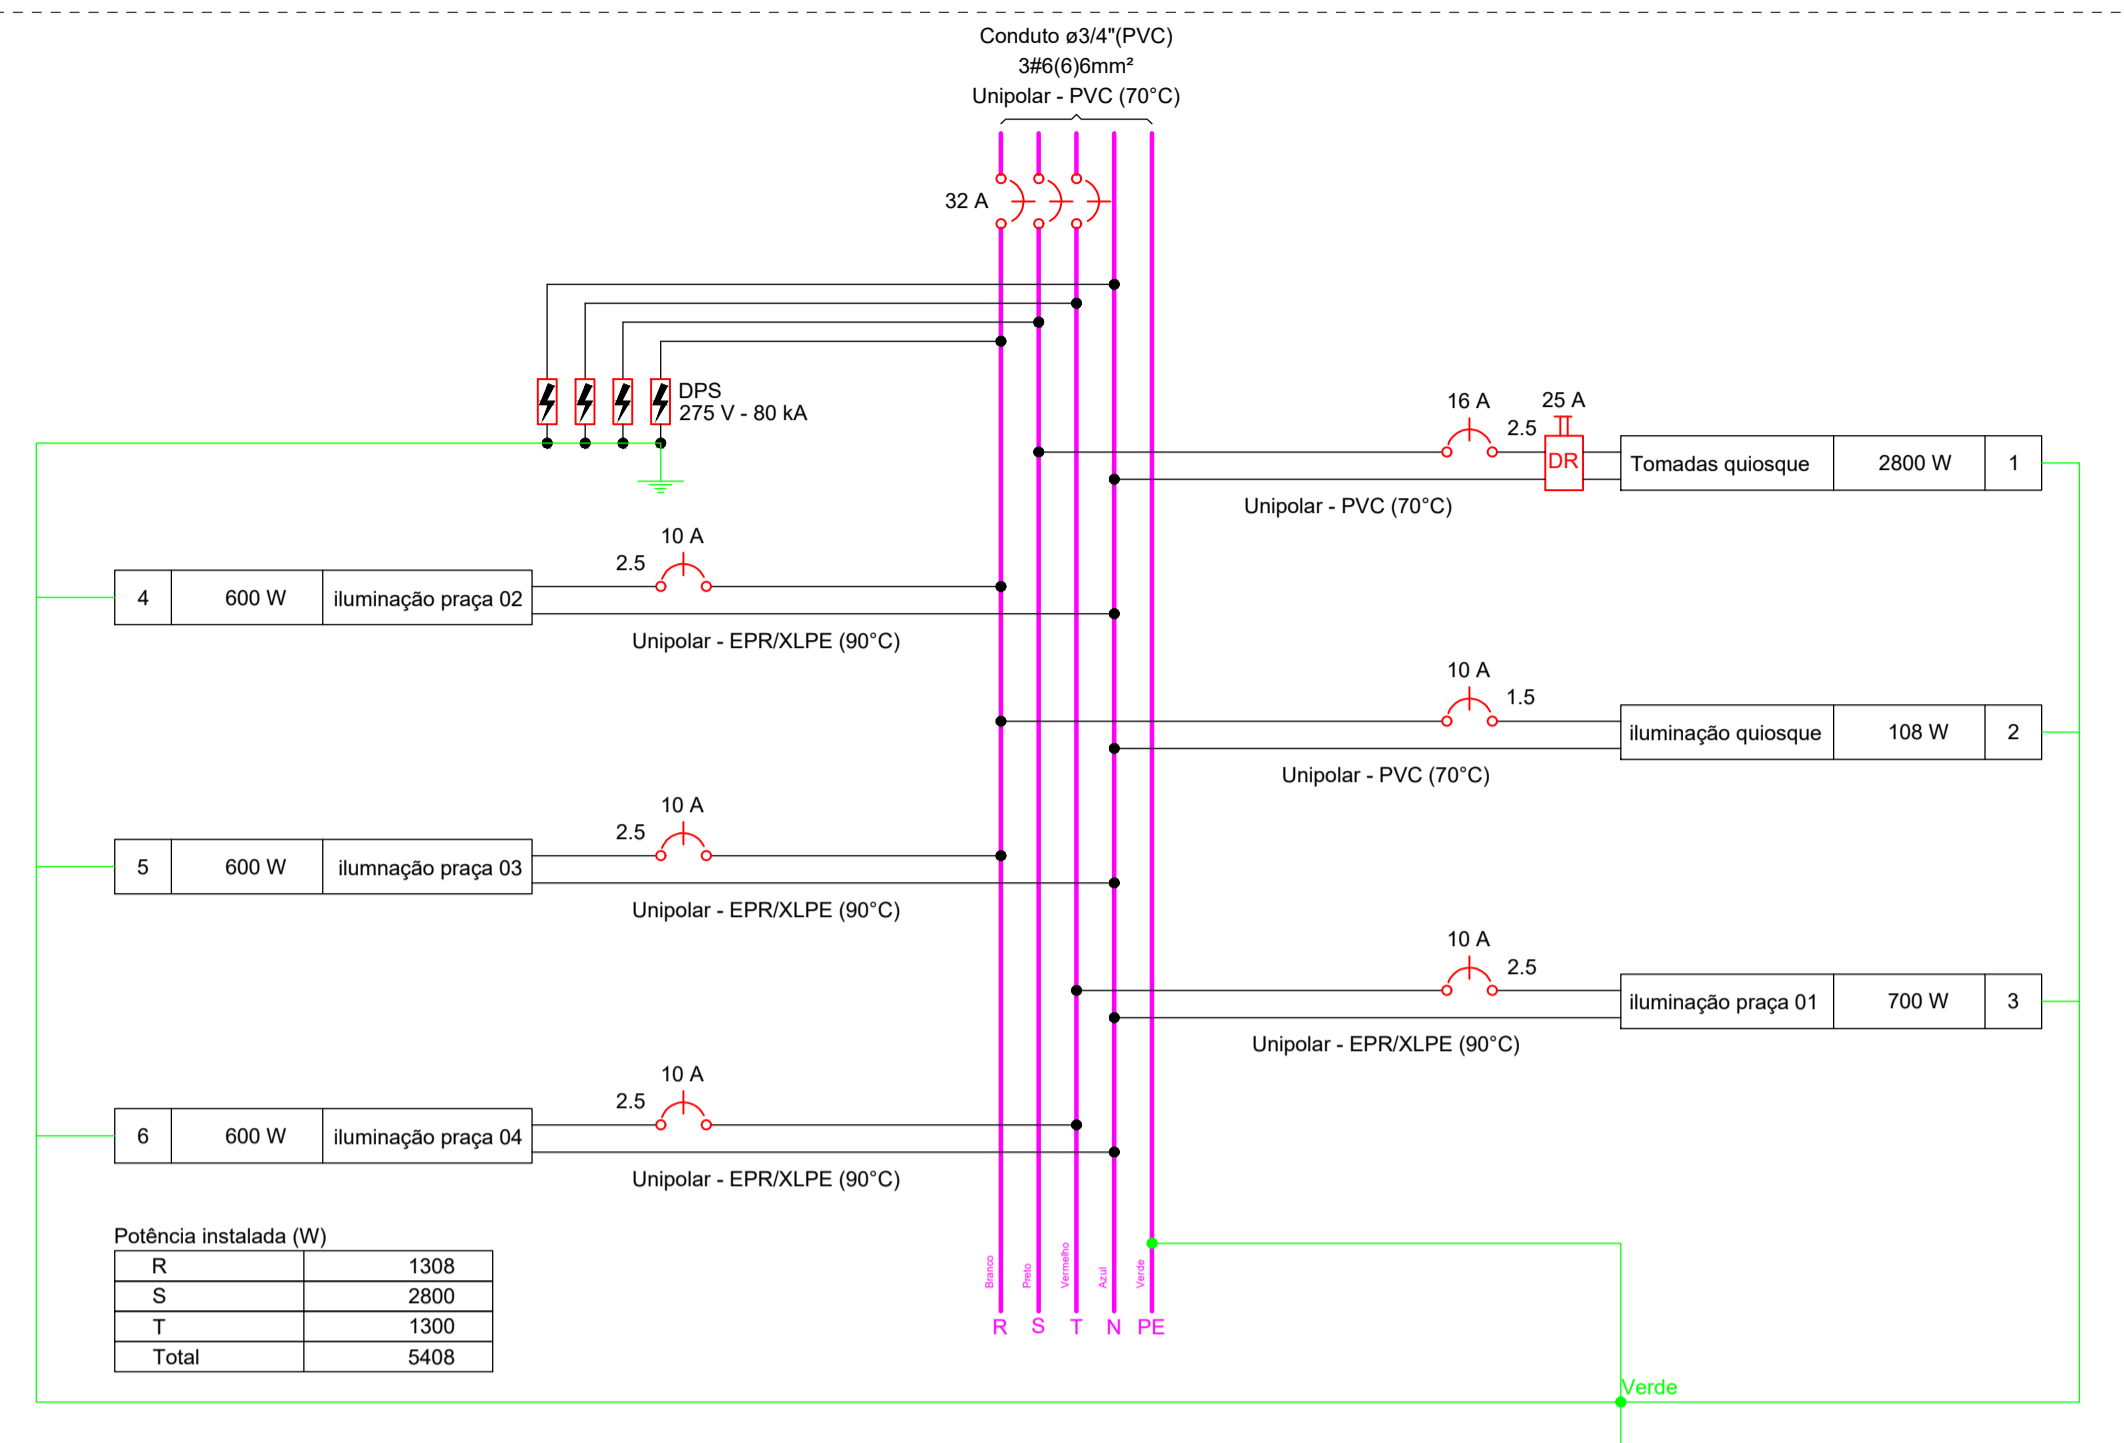 Conduto ø3/4"(PVC)
3#6(6)6mm²
Unipolar - PVC (70°C)
32 A
DPS
275 V - 80 kA
16 A
25 A
2.5
DR
Tomadas quiosque
2800 W
1
Unipolar - PVC (70°C)
10 A
2.5
4
600 W
iluminação praça 02
Unipolar - EPR/XLPE (90°C)
10 A
1.5
iluminação quiosque
108 W
2
Unipolar - PVC (70°C)
10 A
2.5
5
600 W
ilumnação praça 03
Unipolar - EPR/XLPE (90°C)
10 A
2.5
iluminação praça 01
700 W
3
Unipolar - EPR/XLPE (90°C)
10 A
2.5
6
600 W
iluminação praça 04
Unipolar - EPR/XLPE (90°C)
Potência instalada (W)
R 1308
S 2800
T 1300
Total 5408
Branco
Preto
Vermelho
Azul
Verde
R S T N PE
Verde